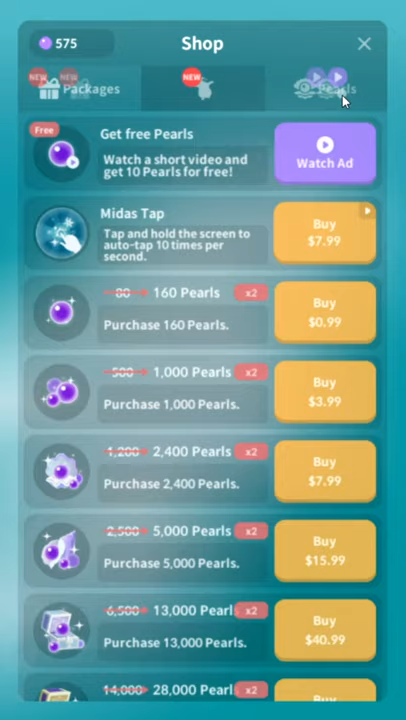 575
Shop
NEW
NEW
Packages
NEW
Pearls
Free
Get free Pearls
Watch a short video and
get 10 Pearls for free!
Watch Ad
Midas Tap
Tap and hold the screen to
auto-tap 10 times per
second.
Buy
$7.99
80 160 Pearls x2
Purchase 160 Pearls.
Buy
$0.99
500 1,000 Pearls x2
Purchase 1,000 Pearls.
Buy
$3.99
1,200 2,400 Pearls x2
Purchase 2,400 Pearls.
Buy
$7.99
2,500 5,000 Pearls x2
Purchase 5,000 Pearls.
Buy
$15.99
6,500 13,000 Pearl x2
Purchase 13,000 Pearls.
Buy
$40.99
14,000 28,000 Pearl x2
Buy